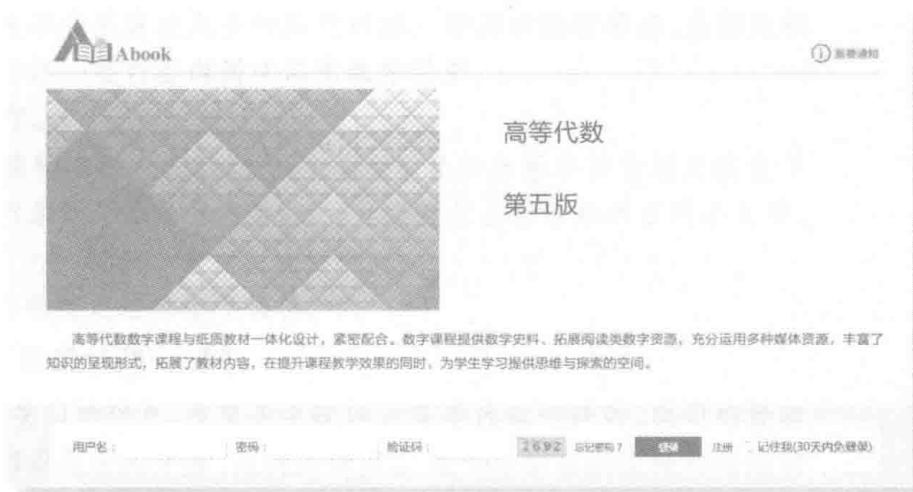 Abook
重要通知
高等代数
第五版
高等代数数字课程与纸质教材一体化设计，紧密配合。数字课程提供数学史料、拓展阅读类数字资源，充分运用多种媒体资源，丰富了
知识的呈现形式，拓展了教材内容，在提升课程教学效果的同时，为学生学习提供思维与探索的空间。
用户名： 密码： 验证码： 2692 忘记密码？ 登录 注册 记住我(30天内免登录)